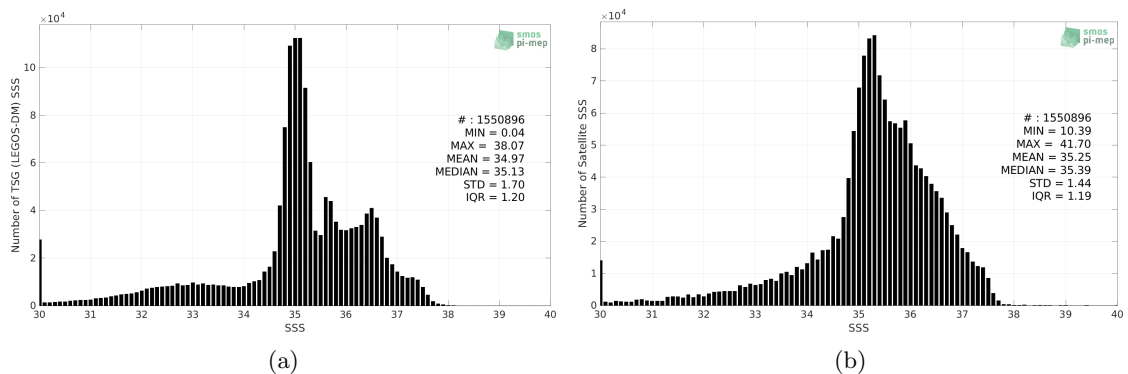 ×10⁴
smos
pi-mep
10
8
6
4
2
0
Number of TSG (LEGOS-DM) SSS
# : 1550896
MIN = 0.04
MAX = 38.07
MEAN = 34.97
MEDIAN = 35.13
STD = 1.70
IQR = 1.20
30 31 32 33 34 35 36 37 38 39 40
SSS
(a)
×10⁴
smos
pi-mep
8
7
6
5
4
3
2
1
0
Number of Satellite SSS
# : 1550896
MIN = 10.39
MAX = 41.70
MEAN = 35.25
MEDIAN = 35.39
STD = 1.44
IQR = 1.19
30 31 32 33 34 35 36 37 38 39 40
SSS
(b)